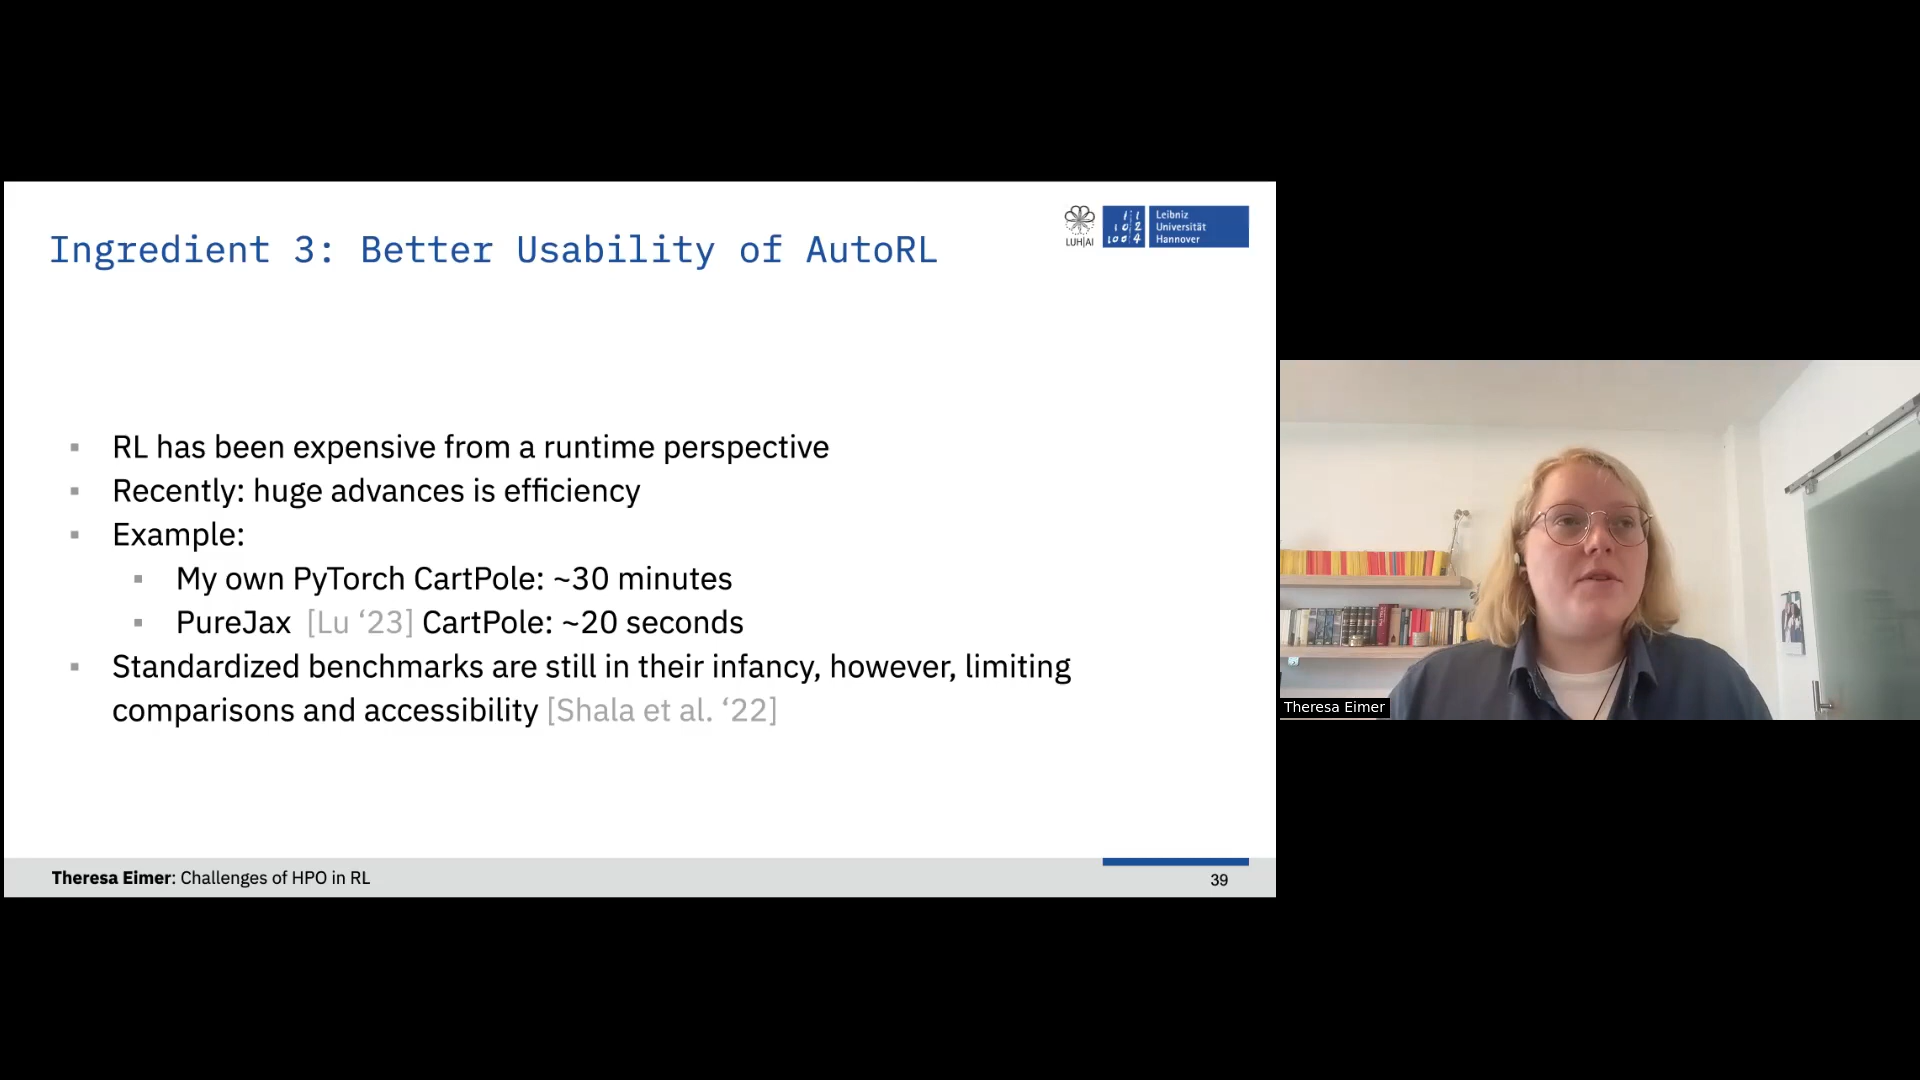 Ingredient 3: Better Usability of AutoRL
LUH|AI
Leibniz
Universität
Hannover
RL has been expensive from a runtime perspective
Recently: huge advances is efficiency
Example:
My own PyTorch CartPole: ~30 minutes
PureJax [Lu ‘23] CartPole: ~20 seconds
Standardized benchmarks are still in their infancy, however, limiting
comparisons and accessibility [Shala et al. ‘22]
Theresa Eimer: Challenges of HPO in RL
39
Theresa Eimer